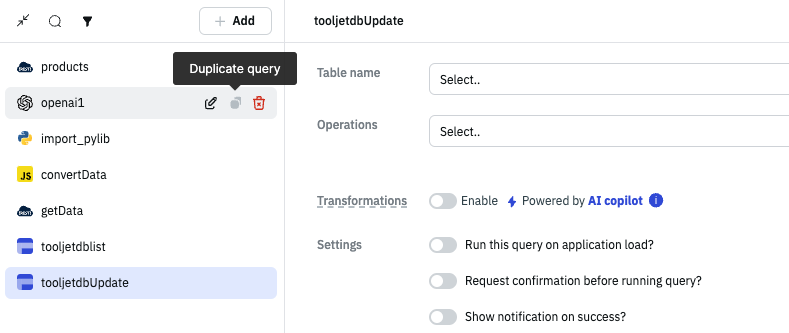 Add
tooljetdbUpdate
products
Duplicate query
openai1
import_pylib
JS convertData
getData
tooljetdblist
tooljetdbUpdate
Table name
Select..
Operations
Select..
Transformations
Enable
Powered by AI copilot
Settings
Run this query on application load?
Request confirmation before running query?
Show notification on success?